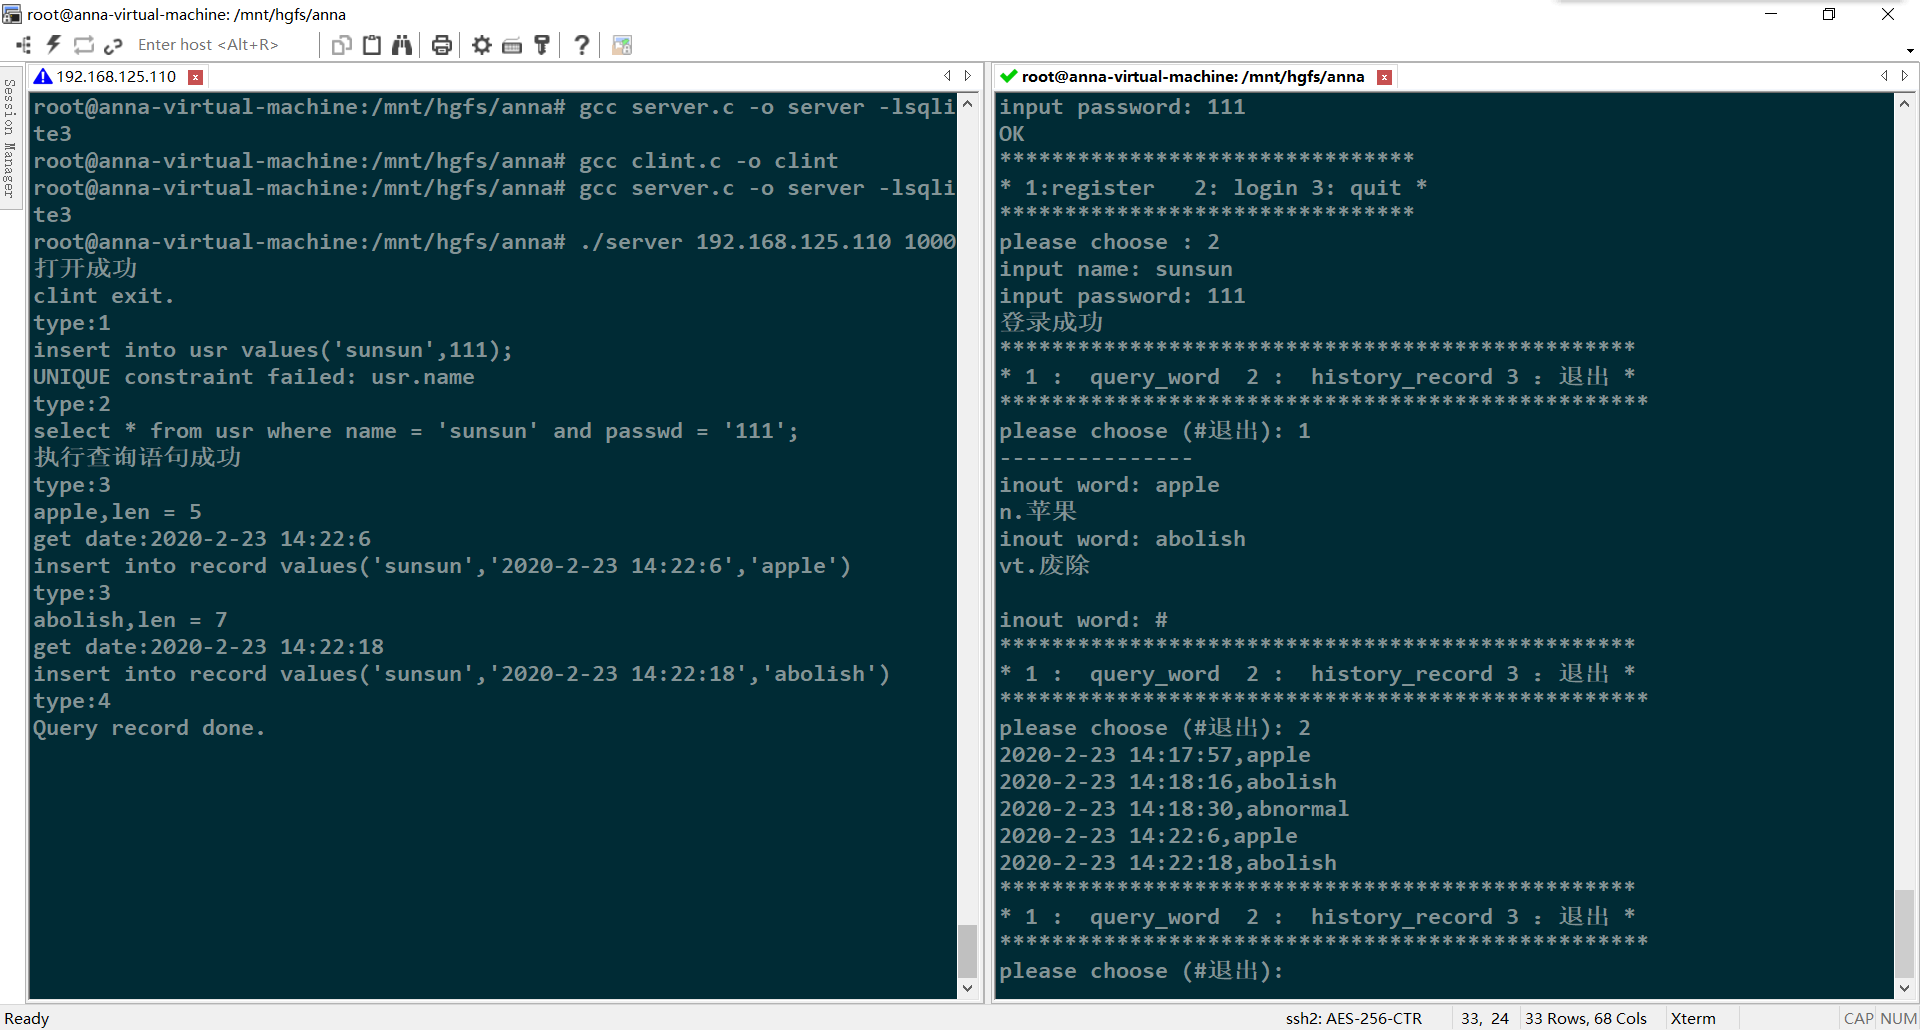 root@anna-virtual-machine: /mnt/hgfs/anna
Enter host <Alt+R>
Session Manager
192.168.125.110
root@anna-virtual-machine:/mnt/hgfs/anna# gcc server.c -o server -lsqli
te3
root@anna-virtual-machine:/mnt/hgfs/anna# gcc clint.c -o clint
root@anna-virtual-machine:/mnt/hgfs/anna# gcc server.c -o server -lsqli
te3
root@anna-virtual-machine:/mnt/hgfs/anna# ./server 192.168.125.110 1000
打开成功
clint exit.
type:1
insert into usr values('sunsun',111);
UNIQUE constraint failed: usr.name
type:2
select * from usr where name = 'sunsun' and passwd = '111';
执行查询语句成功
type:3
apple,len = 5
get date:2020-2-23 14:22:6
insert into record values('sunsun','2020-2-23 14:22:6','apple')
type:3
abolish,len = 7
get date:2020-2-23 14:22:18
insert into record values('sunsun','2020-2-23 14:22:18','abolish')
type:4
Query record done.
root@anna-virtual-machine: /mnt/hgfs/anna
input password: 111
OK
********************************
* 1:register   2: login 3: quit *
********************************
please choose : 2
input name: sunsun
input password: 111
登录成功
*************************************************
* 1 :  query_word  2 :  history_record 3 : 退出 *
**************************************************
please choose (#退出): 1
---------------
inout word: apple
n.苹果
inout word: abolish
vt.废除
inout word: #
*************************************************
* 1 :  query_word  2 :  history_record 3 : 退出 *
**************************************************
please choose (#退出): 2
2020-2-23 14:17:57,apple
2020-2-23 14:18:16,abolish
2020-2-23 14:18:30,abnormal
2020-2-23 14:22:6,apple
2020-2-23 14:22:18,abolish
*************************************************
* 1 :  query_word  2 :  history_record 3 : 退出 *
**************************************************
please choose (#退出):
Ready
ssh2: AES-256-CTR
33, 24
33 Rows, 68 Cols
Xterm
CAP NUM